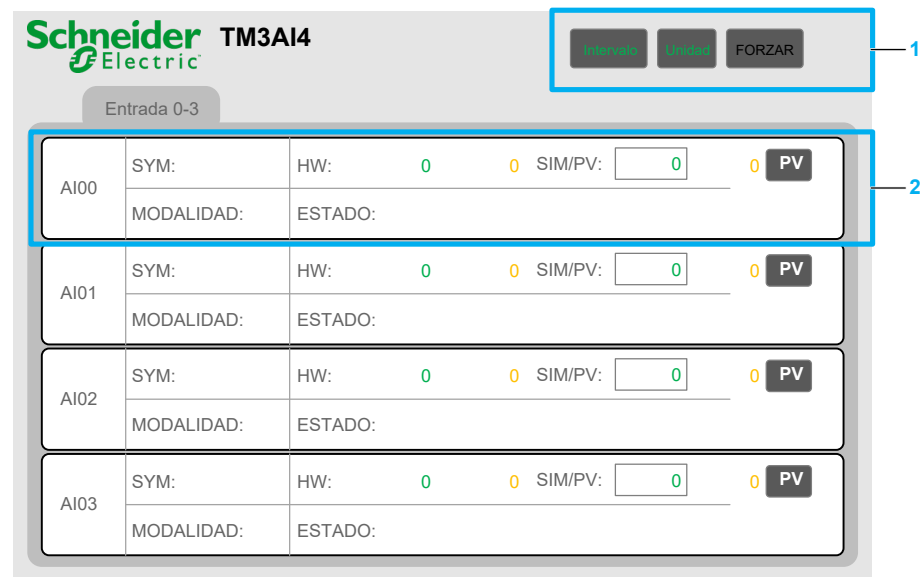 Schneider Electric TM3AI4
Intervalo Unidad FORZAR 1
Entrada 0-3
AI00 SYM: HW: 0 0 SIM/PV: 0 0 PV 2
MODALIDAD: ESTADO:
AI01 SYM: HW: 0 0 SIM/PV: 0 0 PV
MODALIDAD: ESTADO:
AI02 SYM: HW: 0 0 SIM/PV: 0 0 PV
MODALIDAD: ESTADO:
AI03 SYM: HW: 0 0 SIM/PV: 0 0 PV
MODALIDAD: ESTADO: